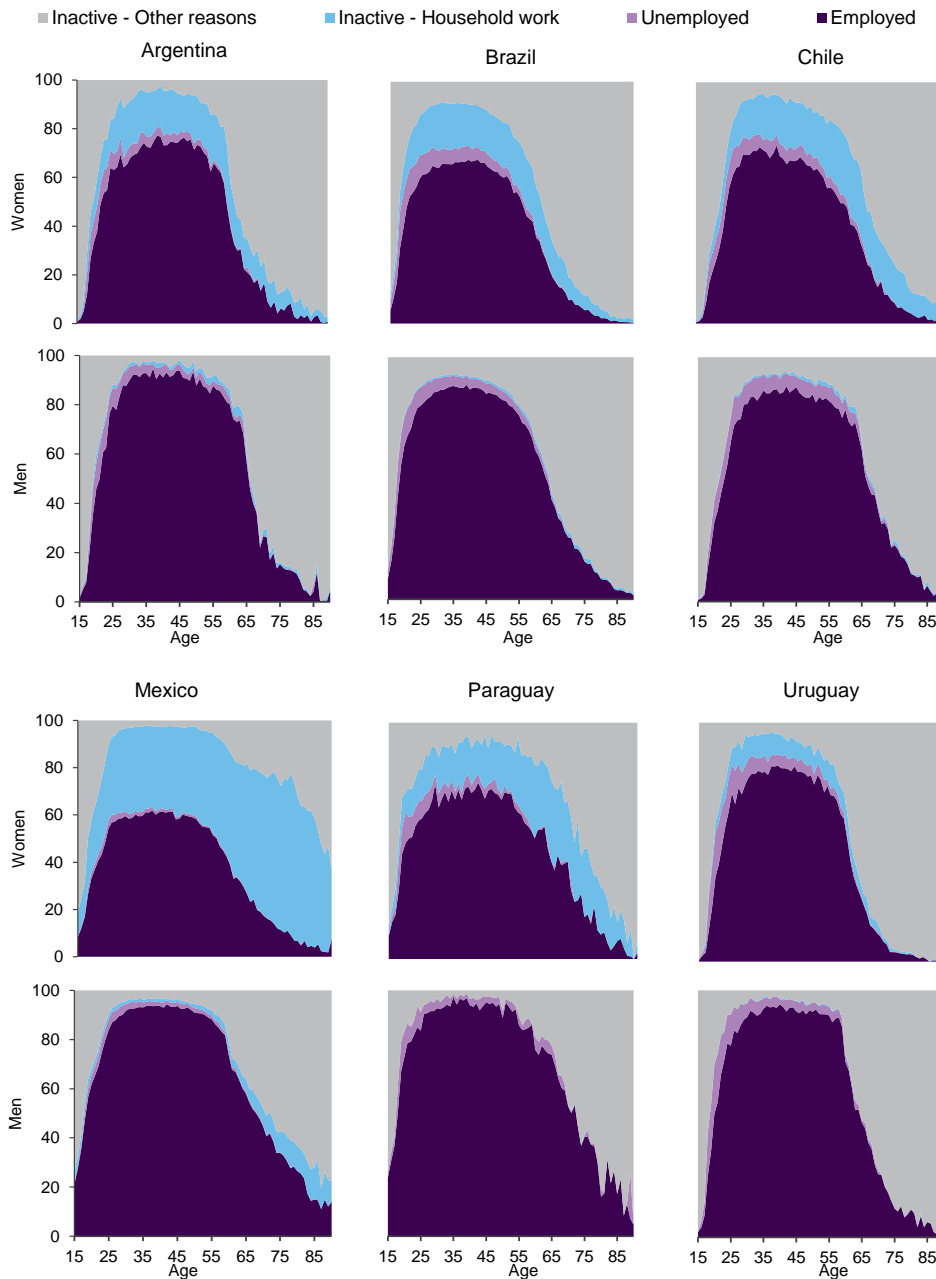 Inactive - Other reasons Inactive - Household work Unemployed Employed
Argentina Brazil Chile
Women
100
80
60
40
20
0
Men
100
80
60
40
20
0
15 25 35 45 55 65 75 85 15 25 35 45 55 65 75 85 15 25 35 45 55 65 75 85
Age Age Age
Mexico Paraguay Uruguay
Women
100
80
60
40
20
0
Men
100
80
60
40
20
0
15 25 35 45 55 65 75 85 15 25 35 45 55 65 75 85 15 25 35 45 55 65 75 85
Age Age Age